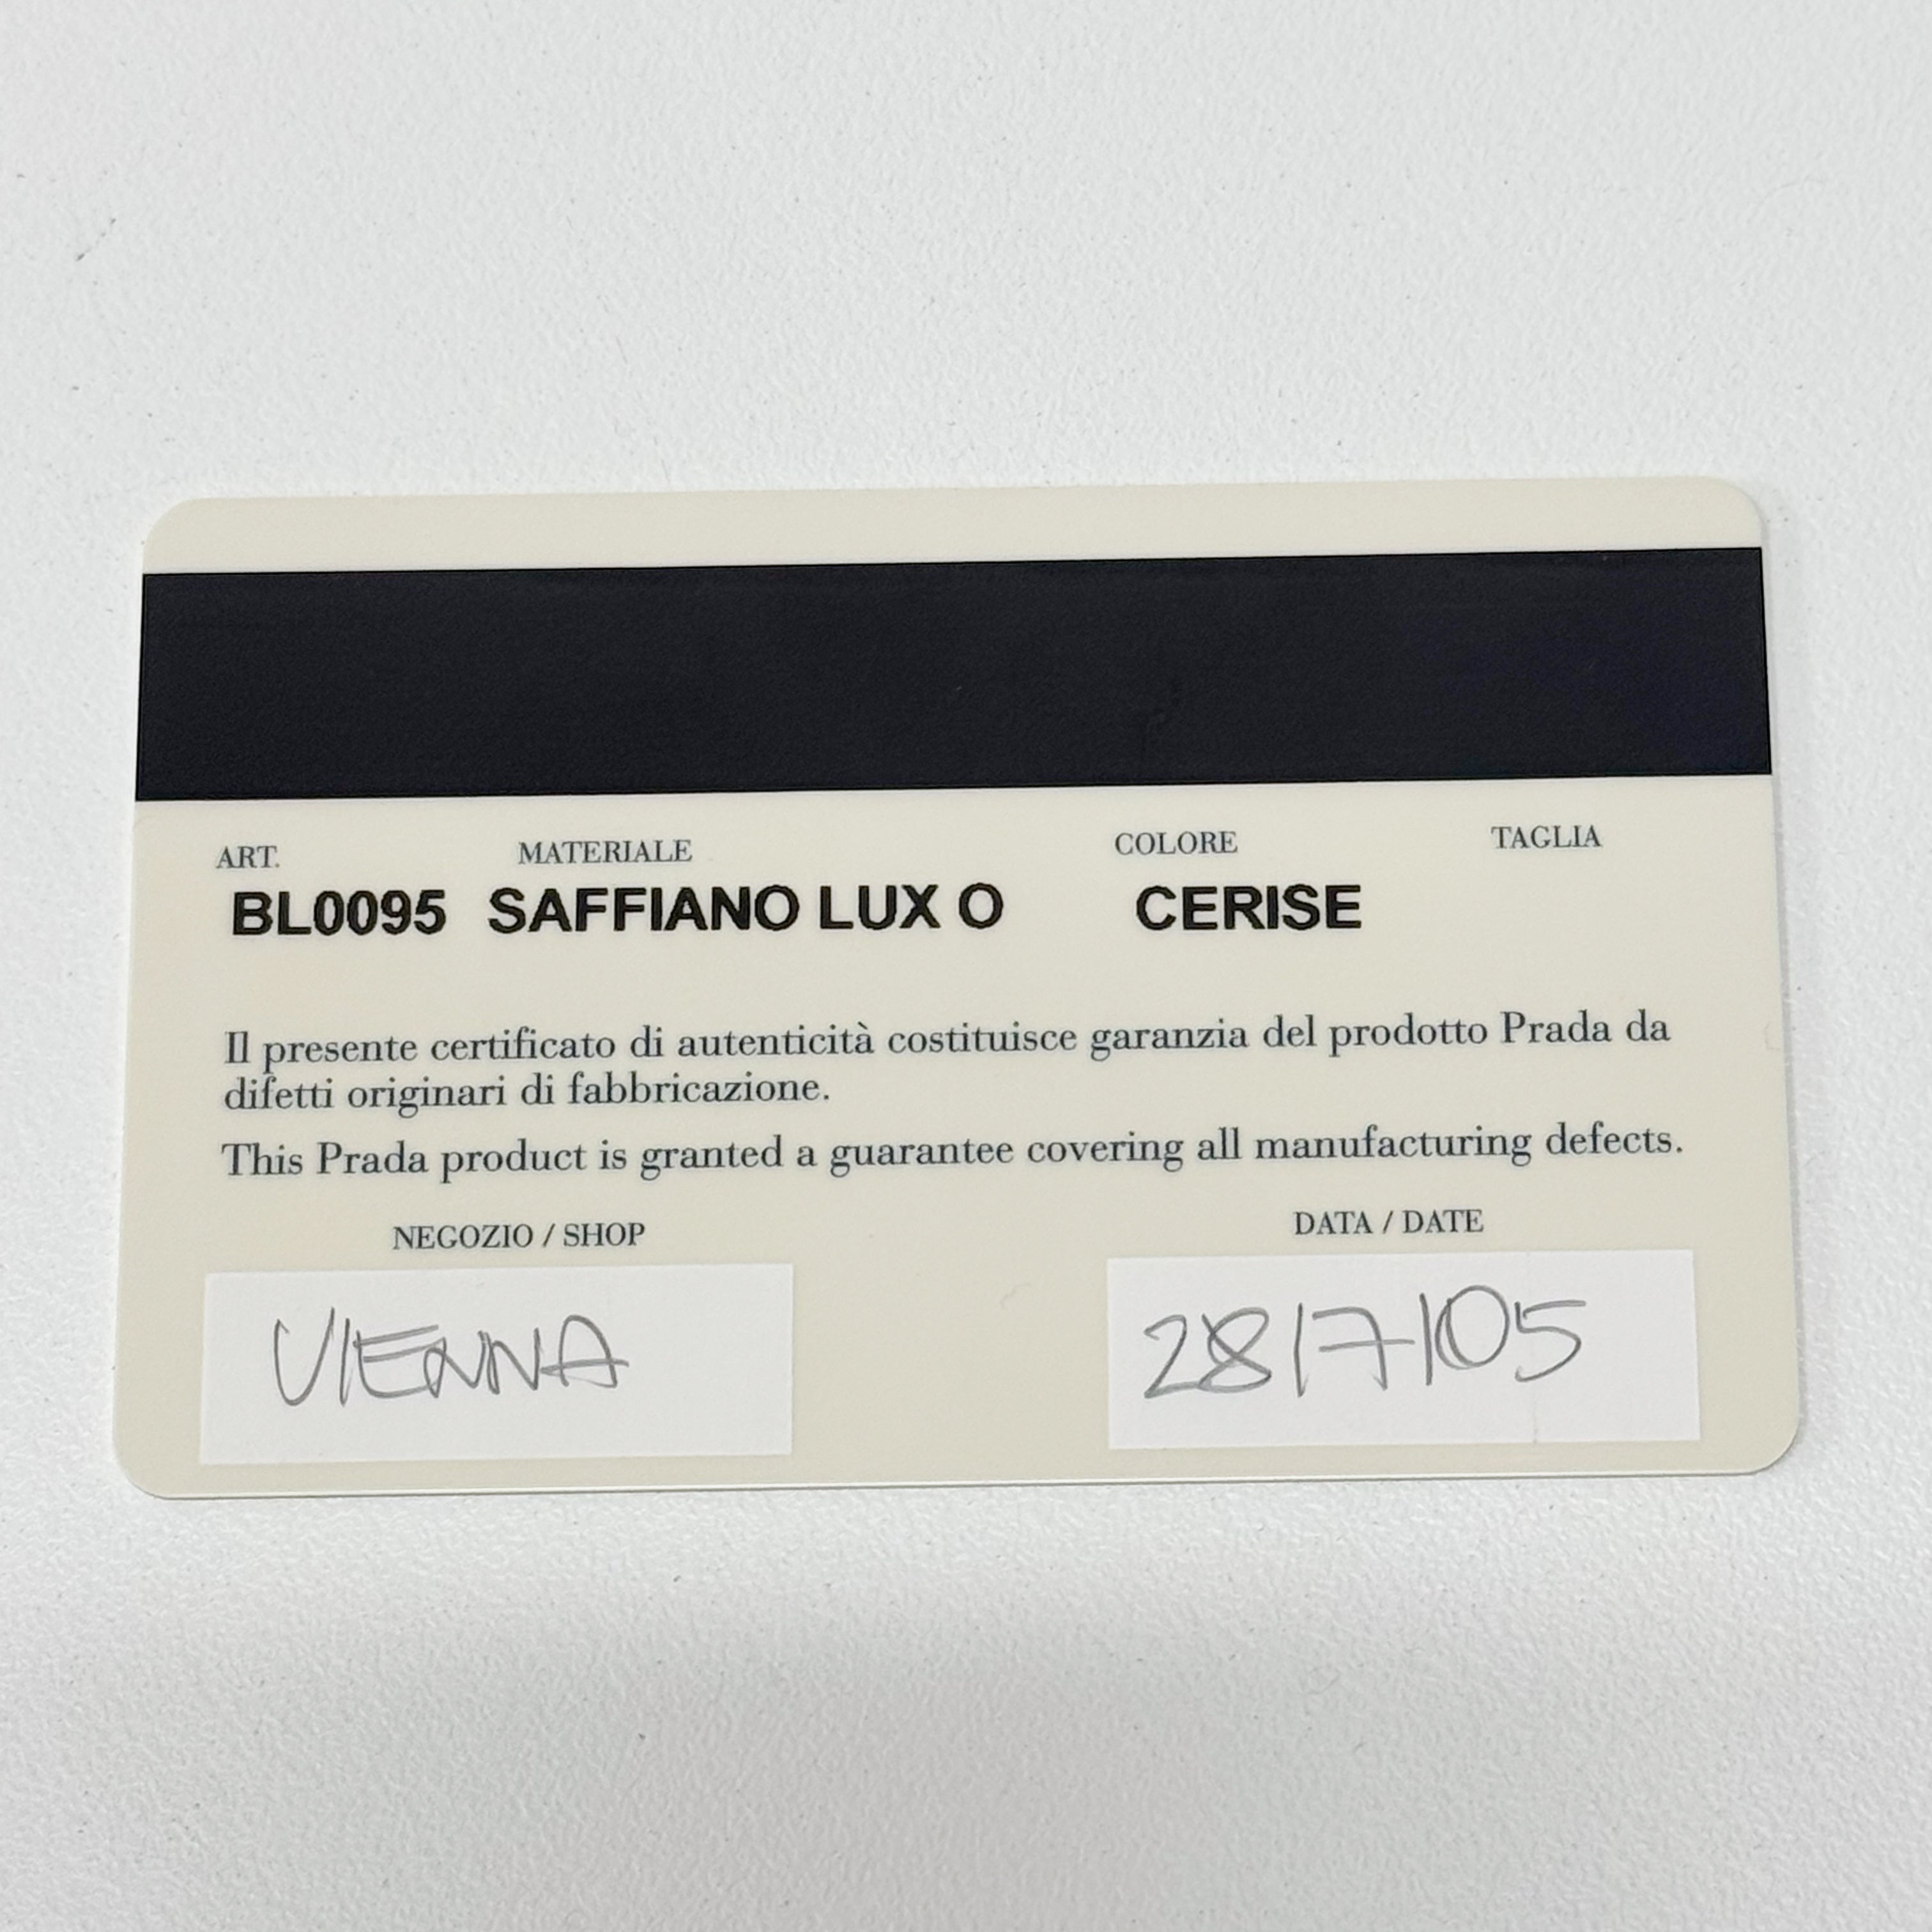 ART. MATERIALE COLORE TAGLIA
BL0095 SAFFIANO LUX O CERISE
Il presente certificato di autenticità costituisce garanzia del prodotto Prada da
difetti originari di fabbricazione.
This Prada product is granted a guarantee covering all manufacturing defects.
NEGOZIO / SHOP DATA / DATE
VIENNA 28/7/05